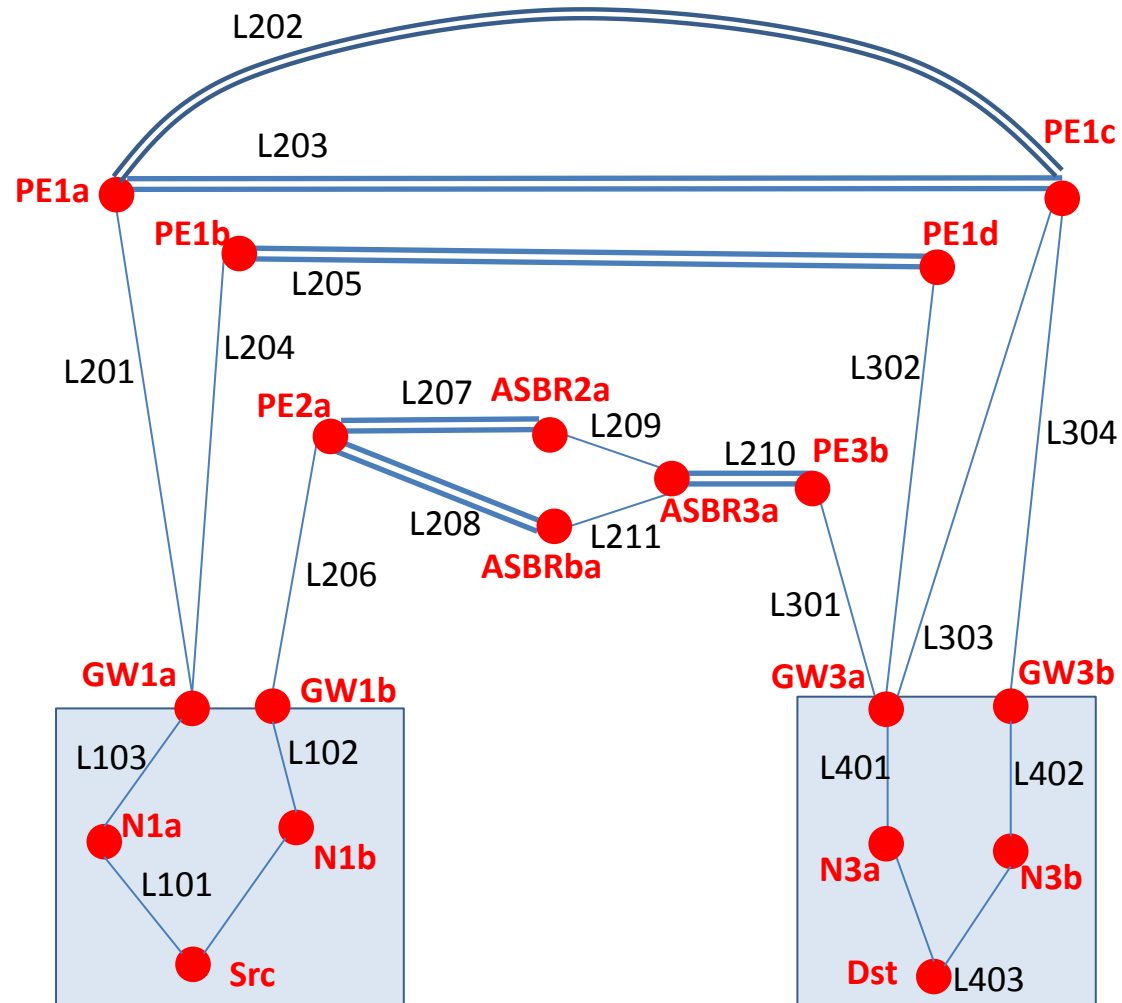 L202
PE1c
L203
PE1a
PE1b
PE1d
L205
L204
L201
L302
L207
ASBR2a
PE2a
L209
L304
L210
PE3b
L208
ASBR3a
L211
ASBRba
L206
L301
L303
GW1a
GW1b
GW3a
GW3b
L103
L102
L401
L402
N1a
N1b
N3a
N3b
L101
Src
Dst
L403